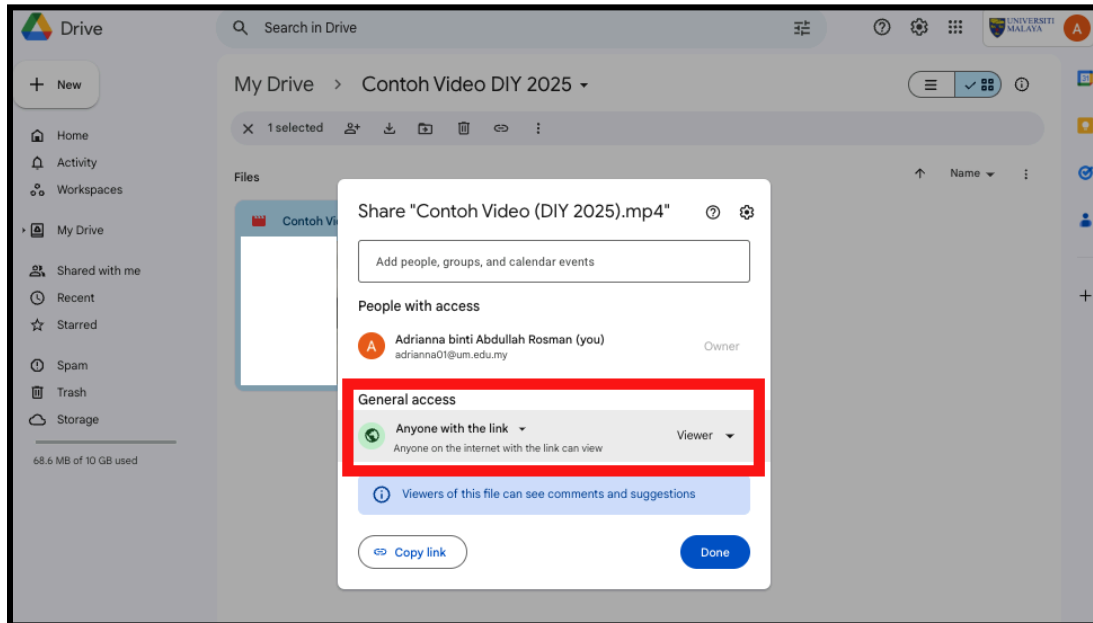 Drive
Search in Drive
UNIVERSITI
MALAYA
A
New
My Drive > Contoh Video DIY 2025
31
Home
1 selected
Activity
Files
Name
Workspaces
Contoh Vi
My Drive
Shared with me
Recent
Starred
Spam
Trash
Storage
68.6 MB of 10 GB used
Share "Contoh Video (DIY 2025).mp4"
Add people, groups, and calendar events
People with access
A
Adrianna binti Abdullah Rosman (you)
adrianna01@um.edu.my
Owner
General access
Anyone with the link
Viewer
Anyone on the internet with the link can view
Viewers of this file can see comments and suggestions
Copy link
Done